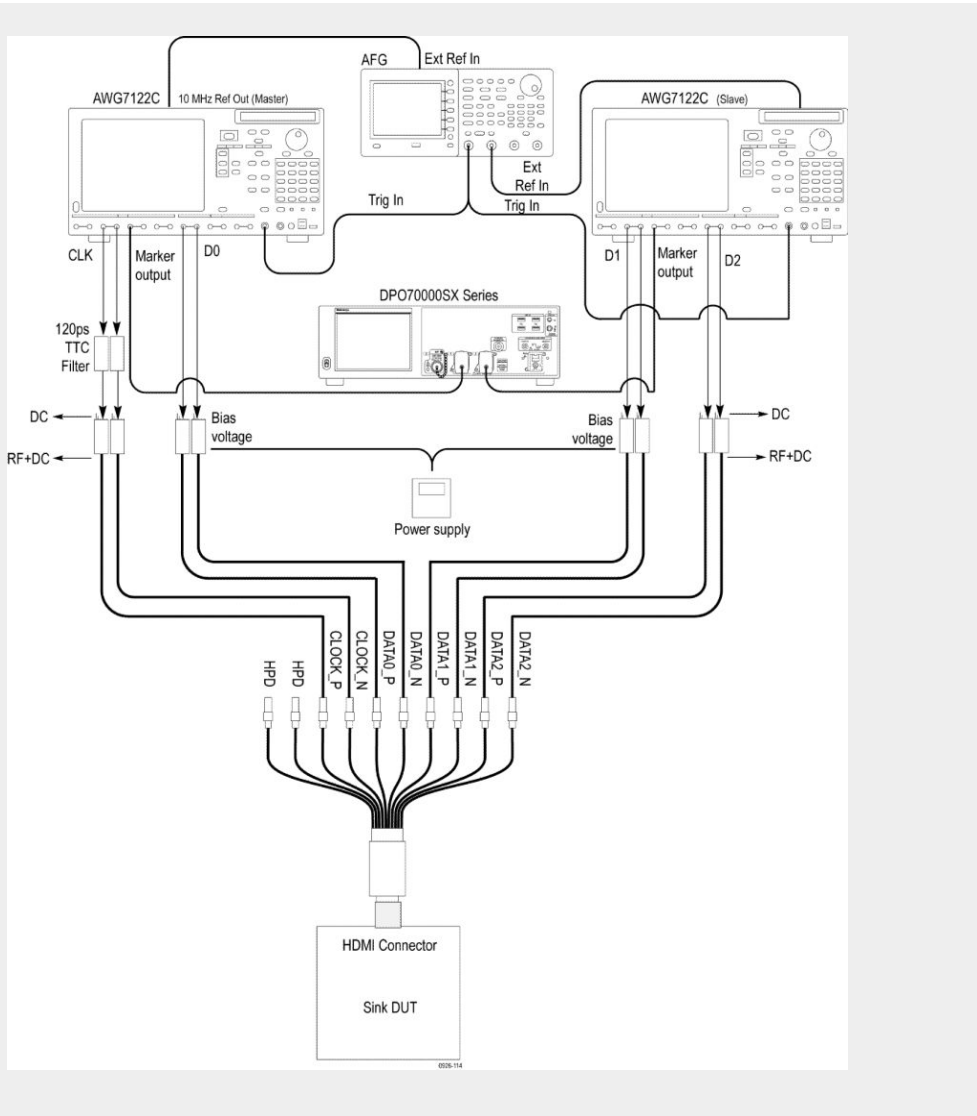 AFG
Ext Ref In
AWG7122C
10 MHz Ref Out (Master)
AWG7122C (Slave)
Ext
Ref In
Trig In
Trig In
CLK
Marker
output
D0
D1
Marker
output
D2
DPO70000SX Series
120ps
TTC
Filter
DC
Bias
voltage
Bias
voltage
DC
RF+DC
RF+DC
Power supply
HPD
HPD
CLOCK_P
CLOCK_N
DATA0_P
DATA0_N
DATA1_P
DATA1_N
DATA2_P
DATA2_N
HDMI Connector
Sink DUT
0926-114